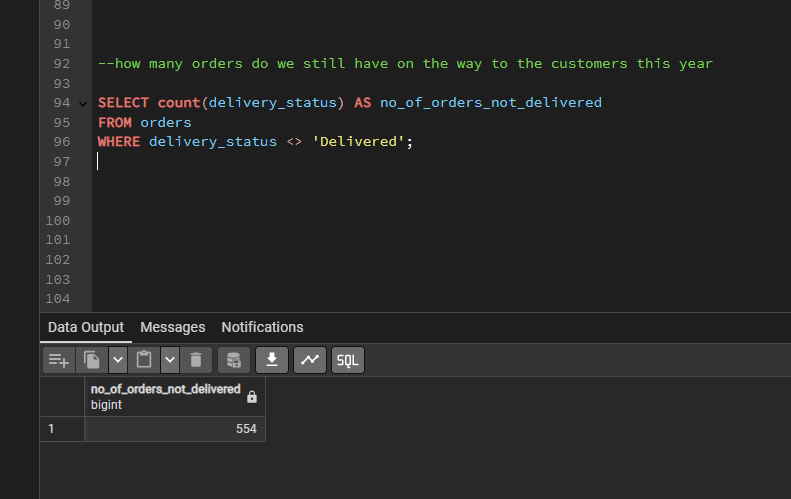 89
90
91
92 --how many orders do we still have on the way to the customers this year
93
94 SELECT count(delivery_status) AS no_of_orders_not_delivered
95 FROM orders
96 WHERE delivery_status <> 'Delivered';
97
98
99
100
101
102
103
104
Data Output Messages Notifications
SQL
no_of_orders_not_delivered
bigint
1 554